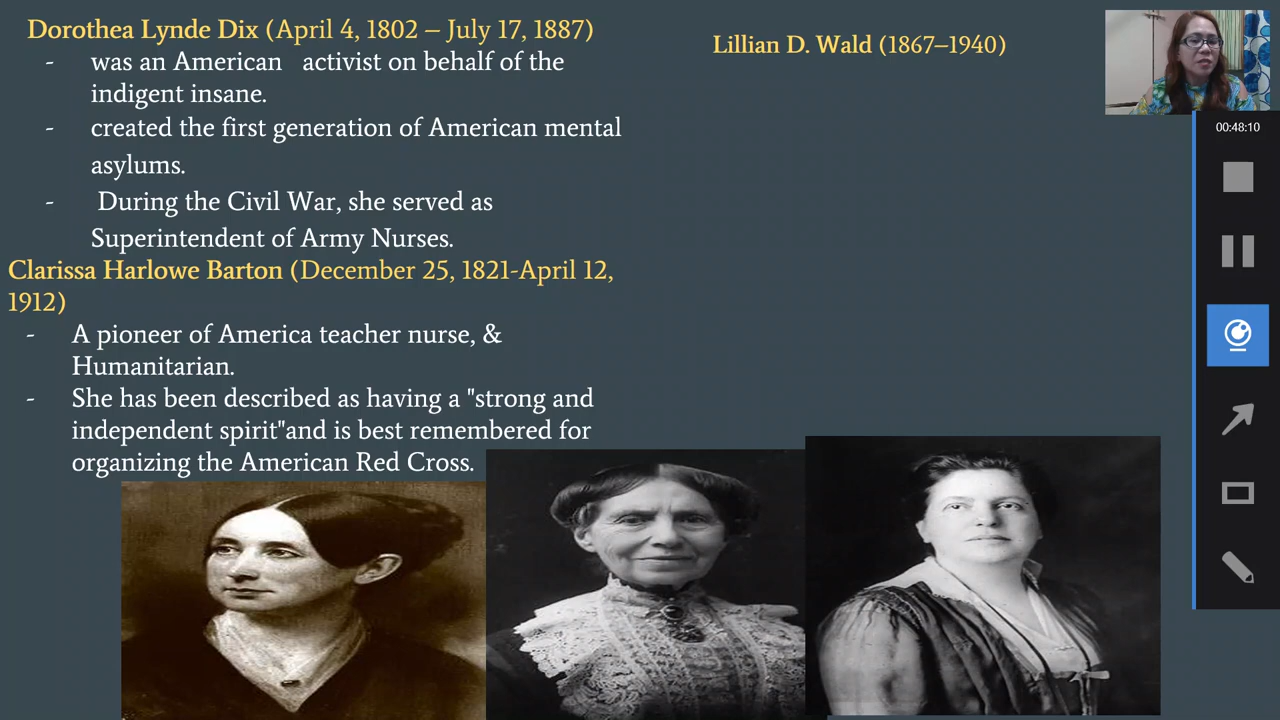 Dorothea Lynde Dix (April 4, 1802 – July 17, 1887)
- was an American activist on behalf of the
indigent insane.
- created the first generation of American mental
asylums.
- During the Civil War, she served as
Superintendent of Army Nurses.
Clarissa Harlowe Barton (December 25, 1821-April 12,
1912)
- A pioneer of America teacher nurse, &
Humanitarian.
- She has been described as having a "strong and
independent spirit"and is best remembered for
organizing the American Red Cross.
Lillian D. Wald (1867–1940)
00:48:10